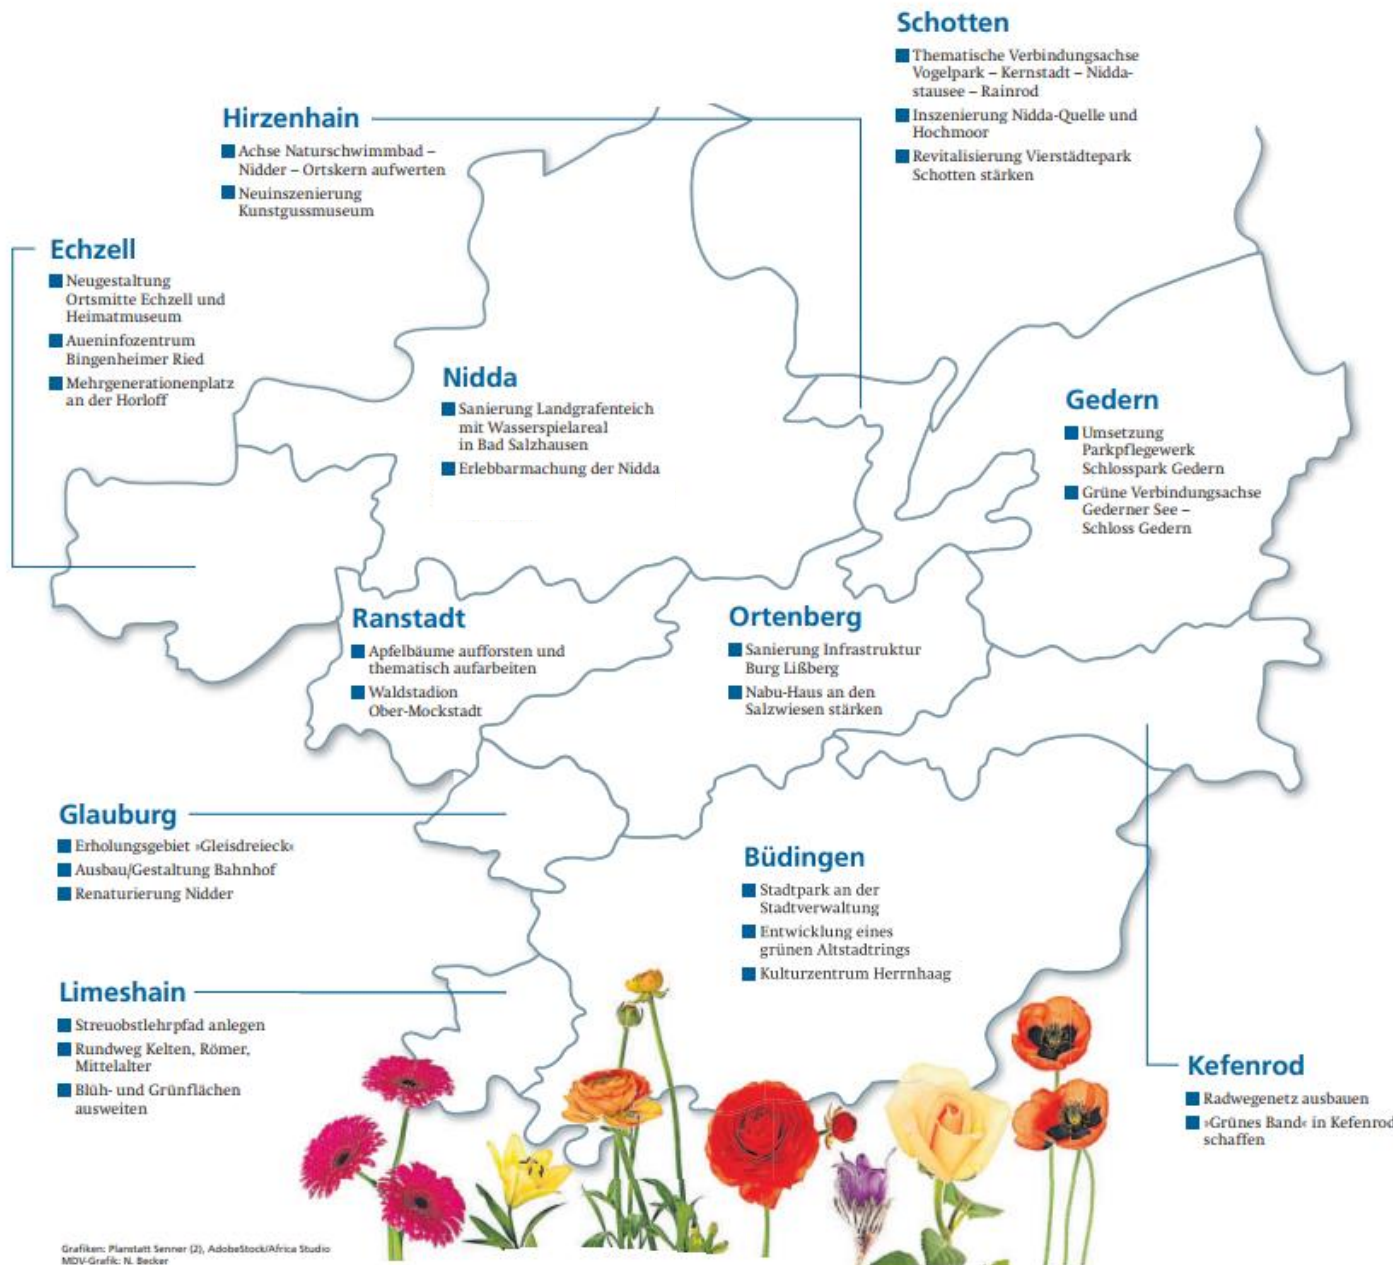 Schotten
Thematische Verbindungsachse
Vogelpark – Kernstadt – Nidda-
stausee – Rainrod
Inszenierung Nidda-Quelle und
Hochmoor
Revitalisierung Vierstädtepark
Schotten stärken
Hirzenhain
Achse Naturschwimmbad –
Nidder – Ortskern aufwerten
Neuinszenierung
Kunstgussmuseum
Echzell
Neugestaltung
Ortsmitte Echzell und
Heimatmuseum
Aueninfozentrum
Bingenheimer Ried
Mehrgenerationenplatz
an der Horloff
Nidda
Sanierung Landgrafenteich
mit Wasserspielareal
in Bad Salzhausen
Erlebbarmachung der Nidda
Gedern
Umsetzung
Parkpflegewerk
Schlosspark Gedern
Grüne Verbindungsachse
Gederner See –
Schloss Gedern
Ranstadt
Apfelbäume aufforsten und
thematisch aufarbeiten
Waldstadion
Ober-Mockstadt
Ortenberg
Sanierung Infrastruktur
Burg Lißberg
Nabu-Haus an den
Salzwiesen stärken
Glauburg
Erholungsgebiet »Gleisdreieck«
Ausbau/Gestaltung Bahnhof
Renaturierung Nidder
Büdingen
Stadtpark an der
Stadtverwaltung
Entwicklung eines
grünen Altstadtrings
Kulturzentrum Herrnhaag
Limeshain
Streuobstlehrpfad anlegen
Rundweg Kelten, Römer,
Mittelalter
Blüh- und Grünflächen
ausweiten
Kefenrod
Radwegenetz ausbauen
»Grünes Band« in Kefenrod
schaffen
Grafiken: Planstatt Senner (2), AdobeStock/Africa Studio
MDV-Grafik: N. Becker